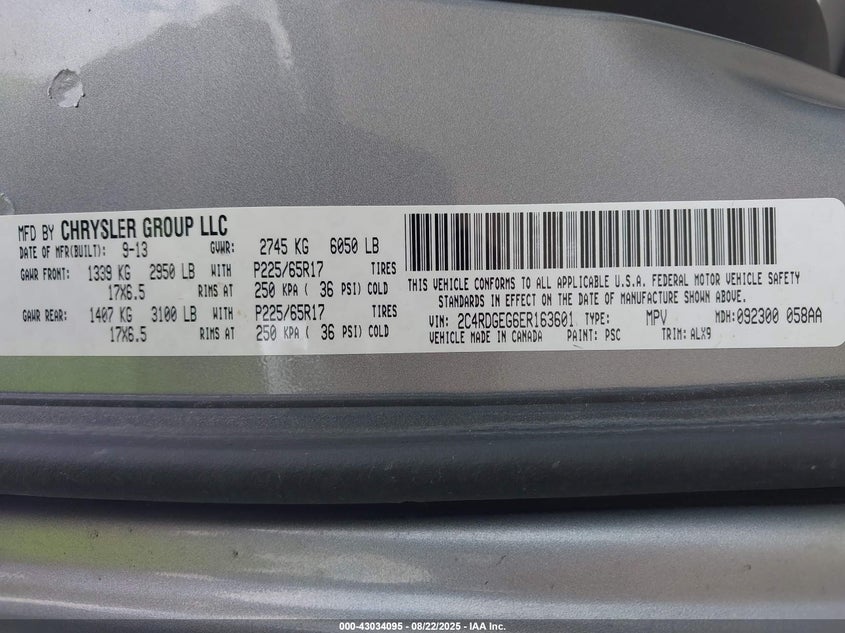 MFD BY CHRYSLER GROUP LLC
DATE OF MFR(BUILT): 9-13 GVWR: 2745 KG 6050 LB
GAWR FRONT: 1339 KG 2950 LB WITH P225/65R17 TIRES
17X6.5 RIMS AT 250 KPA ( 36 PSI) COLD
GAWR REAR: 1407 KG 3100 LB WITH P225/65R17 TIRES
17X6.5 RIMS AT 250 KPA ( 36 PSI) COLD
THIS VEHICLE CONFORMS TO ALL APPLICABLE U.S.A. FEDERAL MOTOR VEHICLE SAFETY
STANDARDS IN EFFECT ON THE DATE OF MANUFACTURE SHOWN ABOVE.
VIN: 2C4RDGEG6ER163601 TYPE: MPV MDH: 092300 058AA
VEHICLE MADE IN CANADA PAINT: PSC TRIM: ALX9
000-43034095 - 08/22/2025 - IAA Inc.